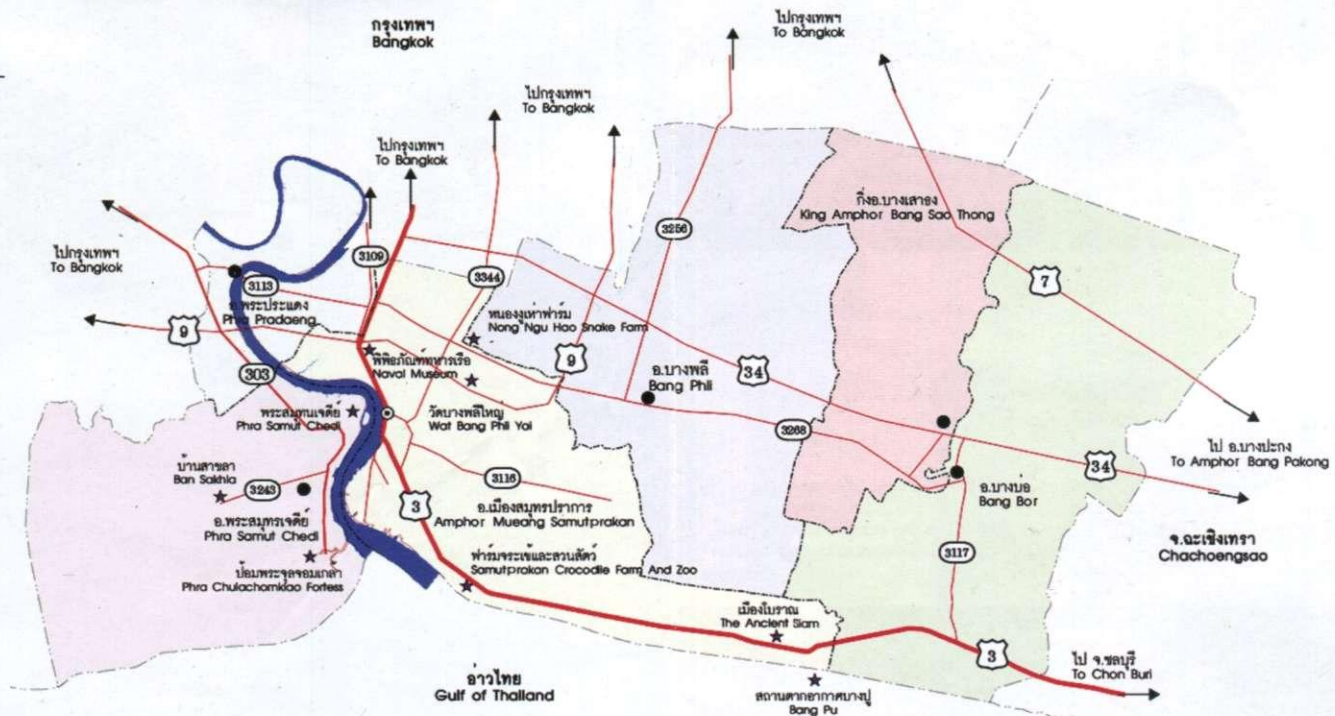 กรุงเทพฯ
Bangkok
ไปกรุงเทพฯ
To Bangkok
ไปกรุงเทพฯ
To Bangkok
ไปกรุงเทพฯ
To Bangkok
ไปกรุงเทพฯ
To Bangkok
กิ่งอ.บางเสาธง
King Amphor Bang Sao Thong
3256
3109
3344
3113
7
อ.พระประแดง
Phra Pradaeng
หนองงูเห่าฟาร์ม
Nong Ngu Hao Snake Farm
9
9
303
พิพิธภัณฑ์ทหารเรือ
Naval Museum
อ.บางพลี
Bang Phli
34
พระสมุทนเจดีย์
Phra Samut Chedi
วัดบางพลีใหญ่
Wat Bang Phli Yai
3268
บ้านสาขลา
Ban Sakhla
3243
3116
3
34
ไป อ.บางปะกง
To Amphor Bang Pakong
อ.บางบ่อ
Bang Bor
อ.พระสมุทรเจดีย์
Phra Samut Chedi
อ.เมืองสมุทรปราการ
Amphor Mueang Samutprakan
จ.ฉะเชิงเทรา
Chachoengsao
3117
ป้อมพระจุลจอมเกล้า
Phra Chulachomklao Fortess
ฟาร์มจระเข้และสวนสัตว์
Samutprakan Crocodile Farm And Zoo
เมืองโบราณ
The Ancient Siam
3
ไป จ.ชลบุรี
To Chon Buri
อ่าวไทย
Gulf of Thailand
สถานตากอากาศบางปู
Bang Pu